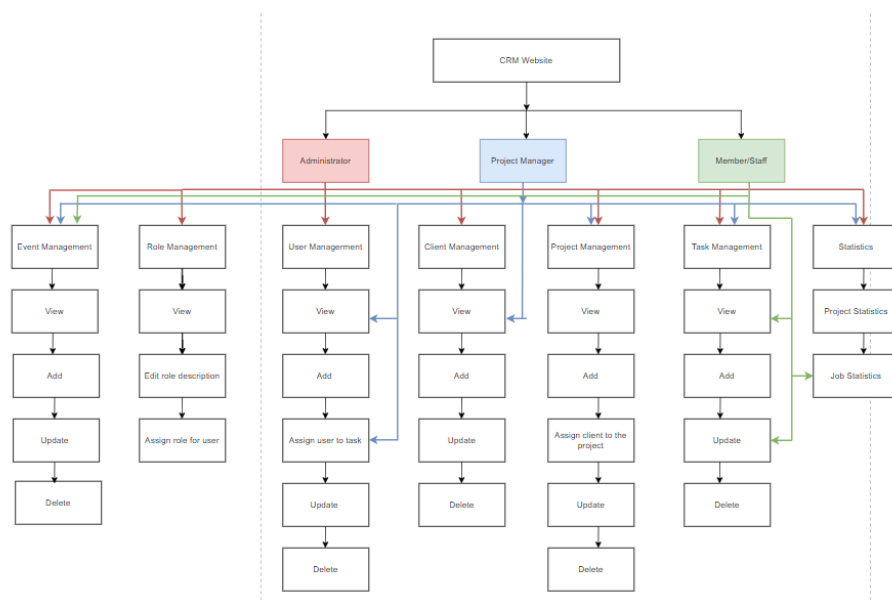 CRM Website
Administrator
Project Manager
Member/Staff
Event Management
Role Management
User Managerment
Client Management
Project Management
Task Management
Statistics
View
View
View
View
View
View
Project Statistics
Add
Edit role description
Add
Add
Add
Add
Job Statistics
Update
Assign role for user
Assign user to task
Update
Assign client to the
project
Update
Delete
Update
Delete
Update
Delete
Delete
Delete